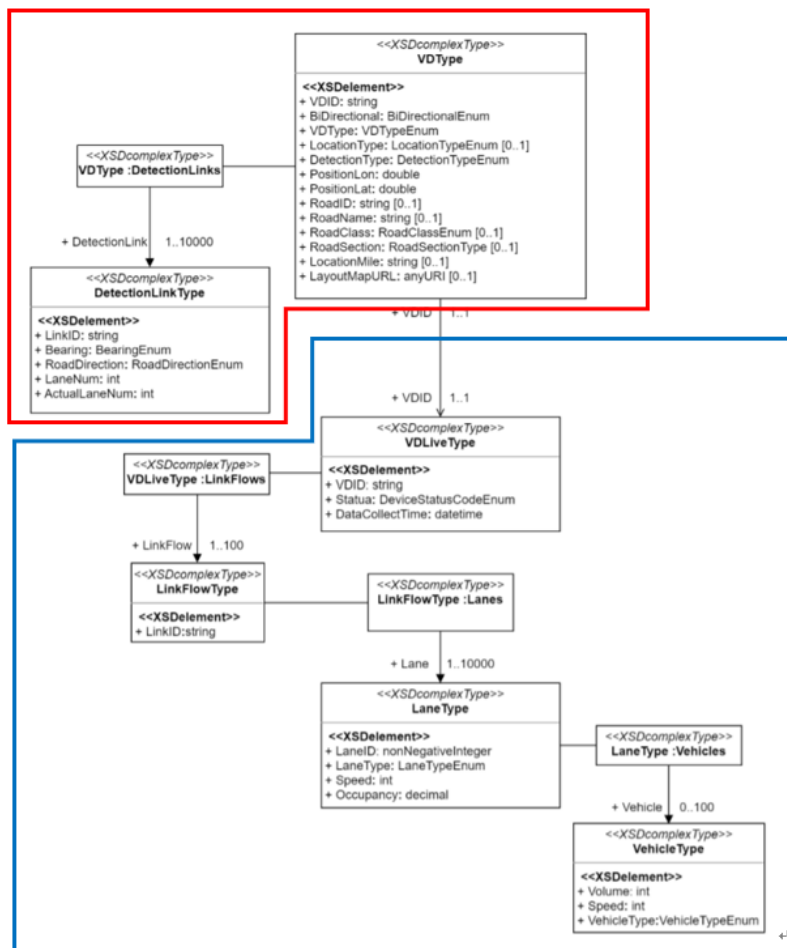 <<XSDcomplexType>>
VDType
<<XSDelement>>
+ VDID: string
+ BiDirectional: BiDirectionalEnum
+ VDType: VDTypeEnum
+ LocationType: LocationTypeEnum [0..1]
+ DetectionType: DetectionTypeEnum
+ PositionLon: double
+ PositionLat: double
+ RoadID: string [0..1]
+ RoadName: string [0..1]
+ RoadClass: RoadClassEnum [0..1]
+ RoadSection: RoadSectionType [0..1]
+ LocationMile: string [0..1]
+ LayoutMapURL: anyURI [0..1]
<<XSDcomplexType>>
VDType :DetectionLinks
+ DetectionLink 1..10000
<<XSDcomplexType>>
DetectionLinkType
<<XSDelement>>
+ LinkID: string
+ Bearing: BearingEnum
+ RoadDirection: RoadDirectionEnum
+ LaneNum: int
+ ActualLaneNum: int
+ VDID 1..1
+ VDID 1..1
<<XSDcomplexType>>
VDLiveType
<<XSDelement>>
+ VDID: string
+ Statua: DeviceStatusCodeEnum
+ DataCollectTime: datetime
<<XSDcomplexType>>
VDLiveType :LinkFlows
+ LinkFlow 1..100
<<XSDcomplexType>>
LinkFlowType
<<XSDelement>>
+ LinkID:string
<<XSDcomplexType>>
LinkFlowType :Lanes
+ Lane 1..10000
<<XSDcomplexType>>
LaneType
<<XSDelement>>
+ LaneID: nonNegativeInteger
+ LaneType: LaneTypeEnum
+ Speed: int
+ Occupancy: decimal
<<XSDcomplexType>>
LaneType :Vehicles
+ Vehicle 0..100
<<XSDcomplexType>>
VehicleType
<<XSDelement>>
+ Volume: int
+ Speed: int
+ VehicleType:VehicleTypeEnum